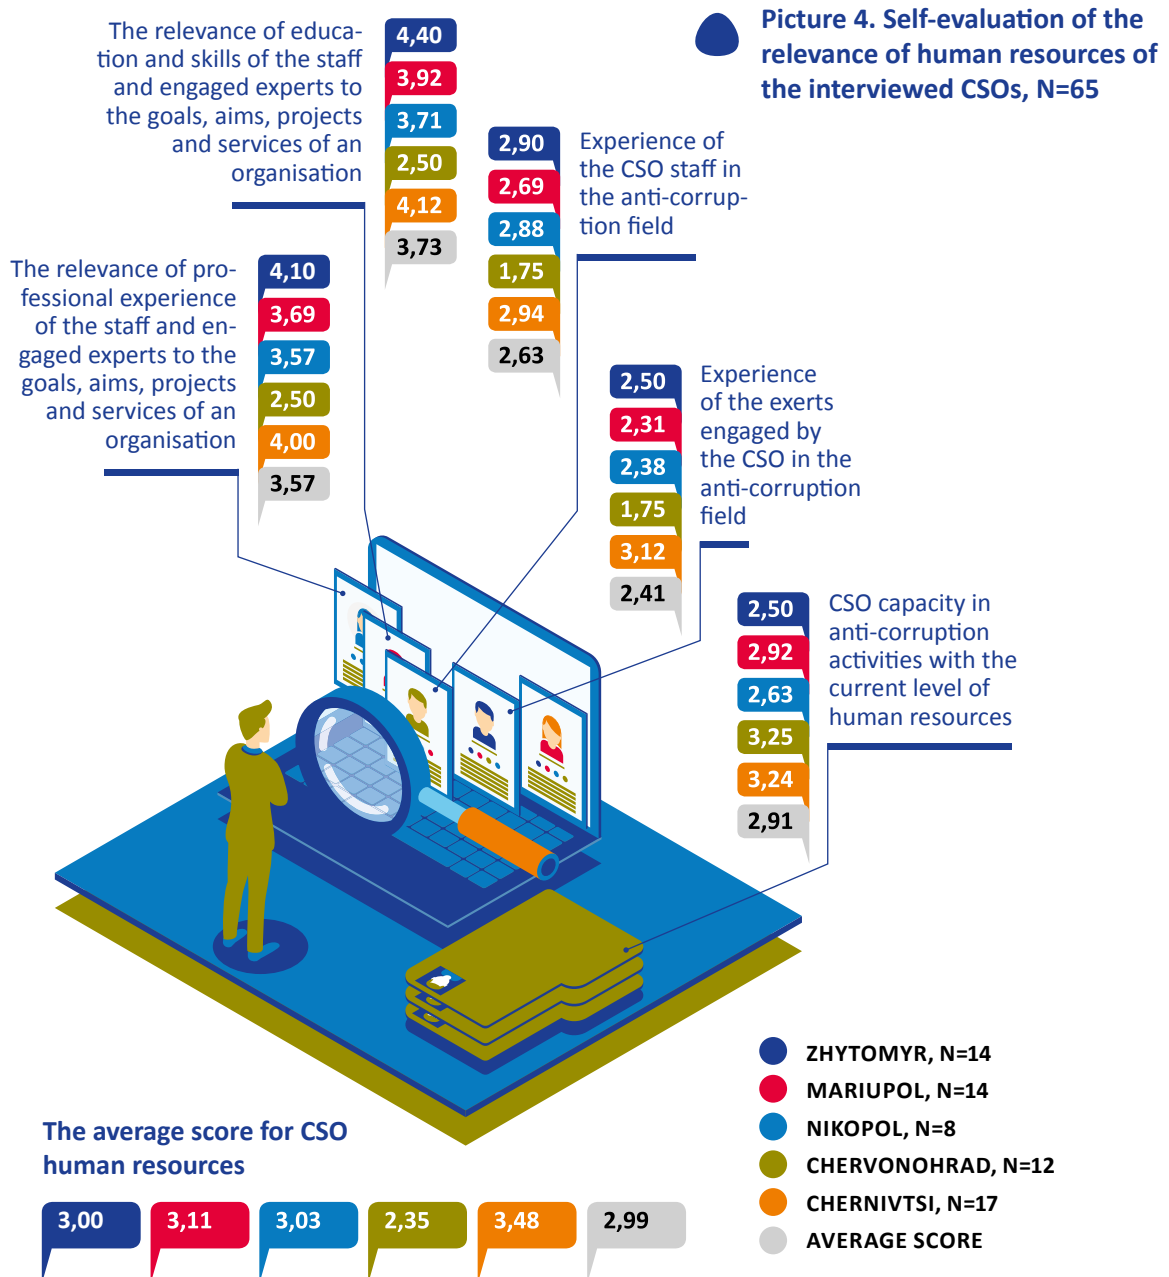 Picture 4. Self-evaluation of the
relevance of human resources of
the interviewed CSOs, N=65
The relevance of educa-
tion and skills of the staff
and engaged experts to
the goals, aims, projects
and services of an
organisation
4,40
3,92
3,71
2,50
4,12
3,73
2,90
2,69
2,88
1,75
2,94
2,63
Experience of
the CSO staff in
the anti-corrup-
tion field
The relevance of pro-
fessional experience
of the staff and en-
gaged experts to the
goals, aims, projects
and services of an
organisation
4,10
3,69
3,57
2,50
4,00
3,57
2,50
2,31
2,38
1,75
3,12
2,41
Experience
of the exerts
engaged by
the CSO in the
anti-corruption
field
2,50
2,92
2,63
3,25
3,24
2,91
CSO capacity in
anti-corruption
activities with the
current level of
human resources
ZHYTOMYR, N=14
MARIUPOL, N=14
NIKOPOL, N=8
CHERVONOHRAD, N=12
CHERNIVTSI, N=17
AVERAGE SCORE
The average score for CSO
human resources
3,00 3,11 3,03 2,35 3,48 2,99